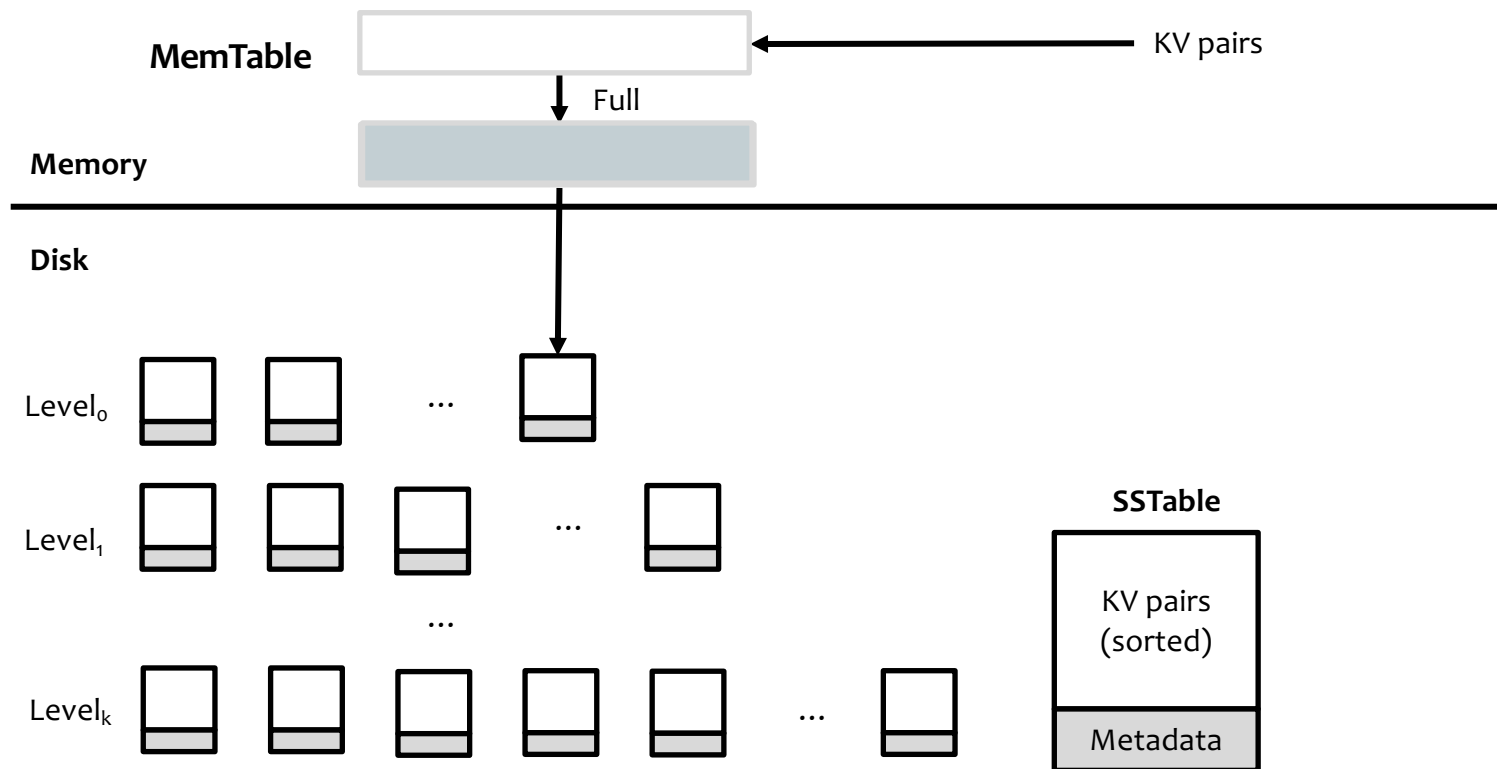 MemTable
KV pairs
Full
Memory
Disk
Level₀
...
Level₁
...
...
Levelₖ
...
SSTable
KV pairs
(sorted)
Metadata